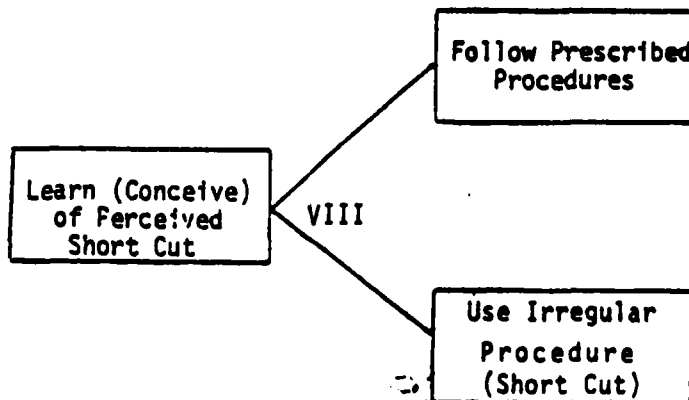 Follow Prescribed
Procedures
Learn (Conceive)
of Perceived
Short Cut
VIII
Use Irregular
Procedure
(Short Cut)